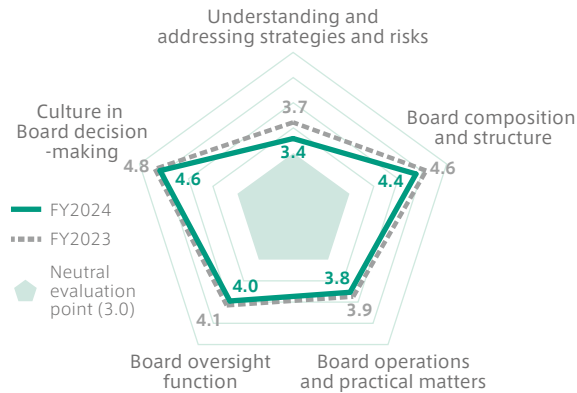 Understanding and
addressing strategies and risks
3.7
3.4
Board composition
and structure
4.6
4.4
Culture in
Board decision
-making
4.8
4.6
FY2024
FY2023
Neutral
evaluation
point (3.0)
4.0
4.1
3.8
3.9
Board oversight
function
Board operations
and practical matters